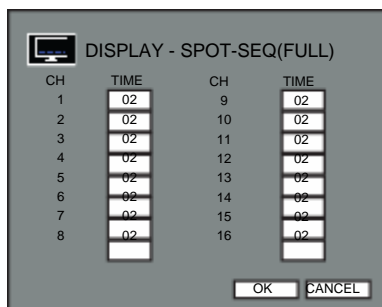 DISPLAY - SPOT-SEQ(FULL)
CH TIME CH TIME
1 02 9 02
2 02 10 02
3 02 11 02
4 02 12 02
5 02 13 02
6 02 14 02
7 02 15 02
8 02 16 02
OK CANCEL